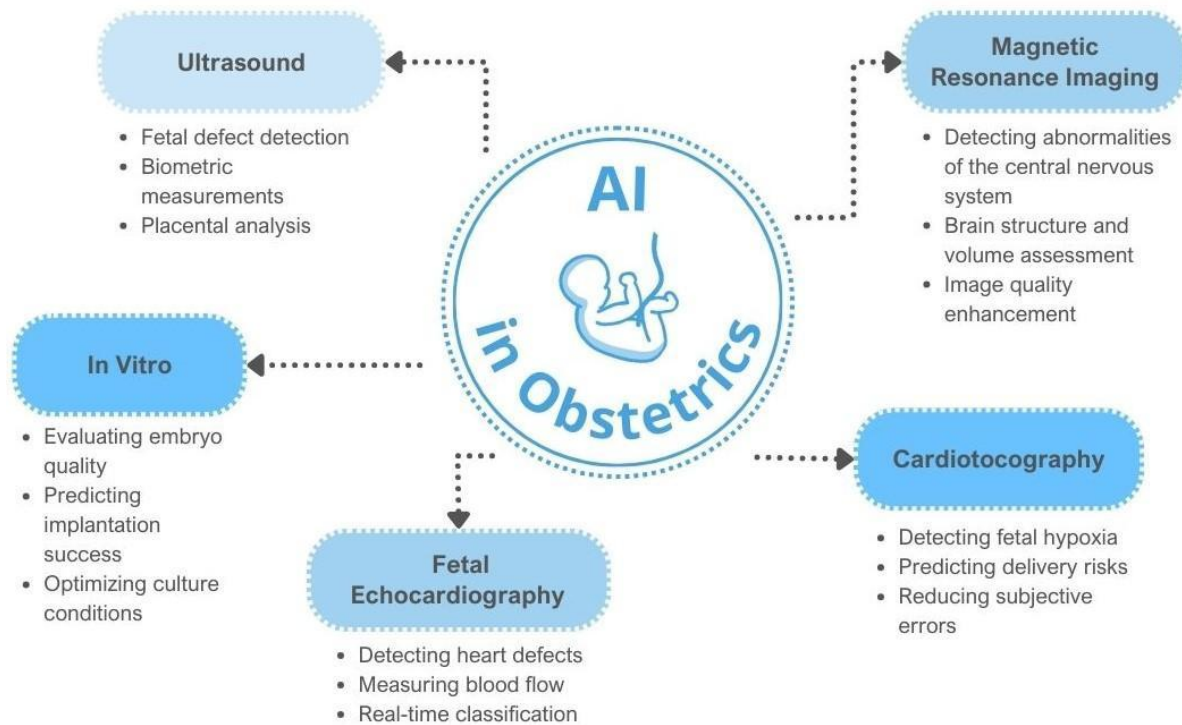 Ultrasound
• Fetal defect detection
• Biometric
measurements
• Placental analysis
Magnetic
Resonance Imaging
• Detecting abnormalities
of the central nervous
system
• Brain structure and
volume assessment
• Image quality
enhancement
AI
in Obstetrics
In Vitro
• Evaluating embryo
quality
• Predicting
implantation
success
• Optimizing culture
conditions
Fetal
Echocardiography
• Detecting heart defects
• Measuring blood flow
• Real-time classification
Cardiotocography
• Detecting fetal hypoxia
• Predicting delivery risks
• Reducing subjective
errors